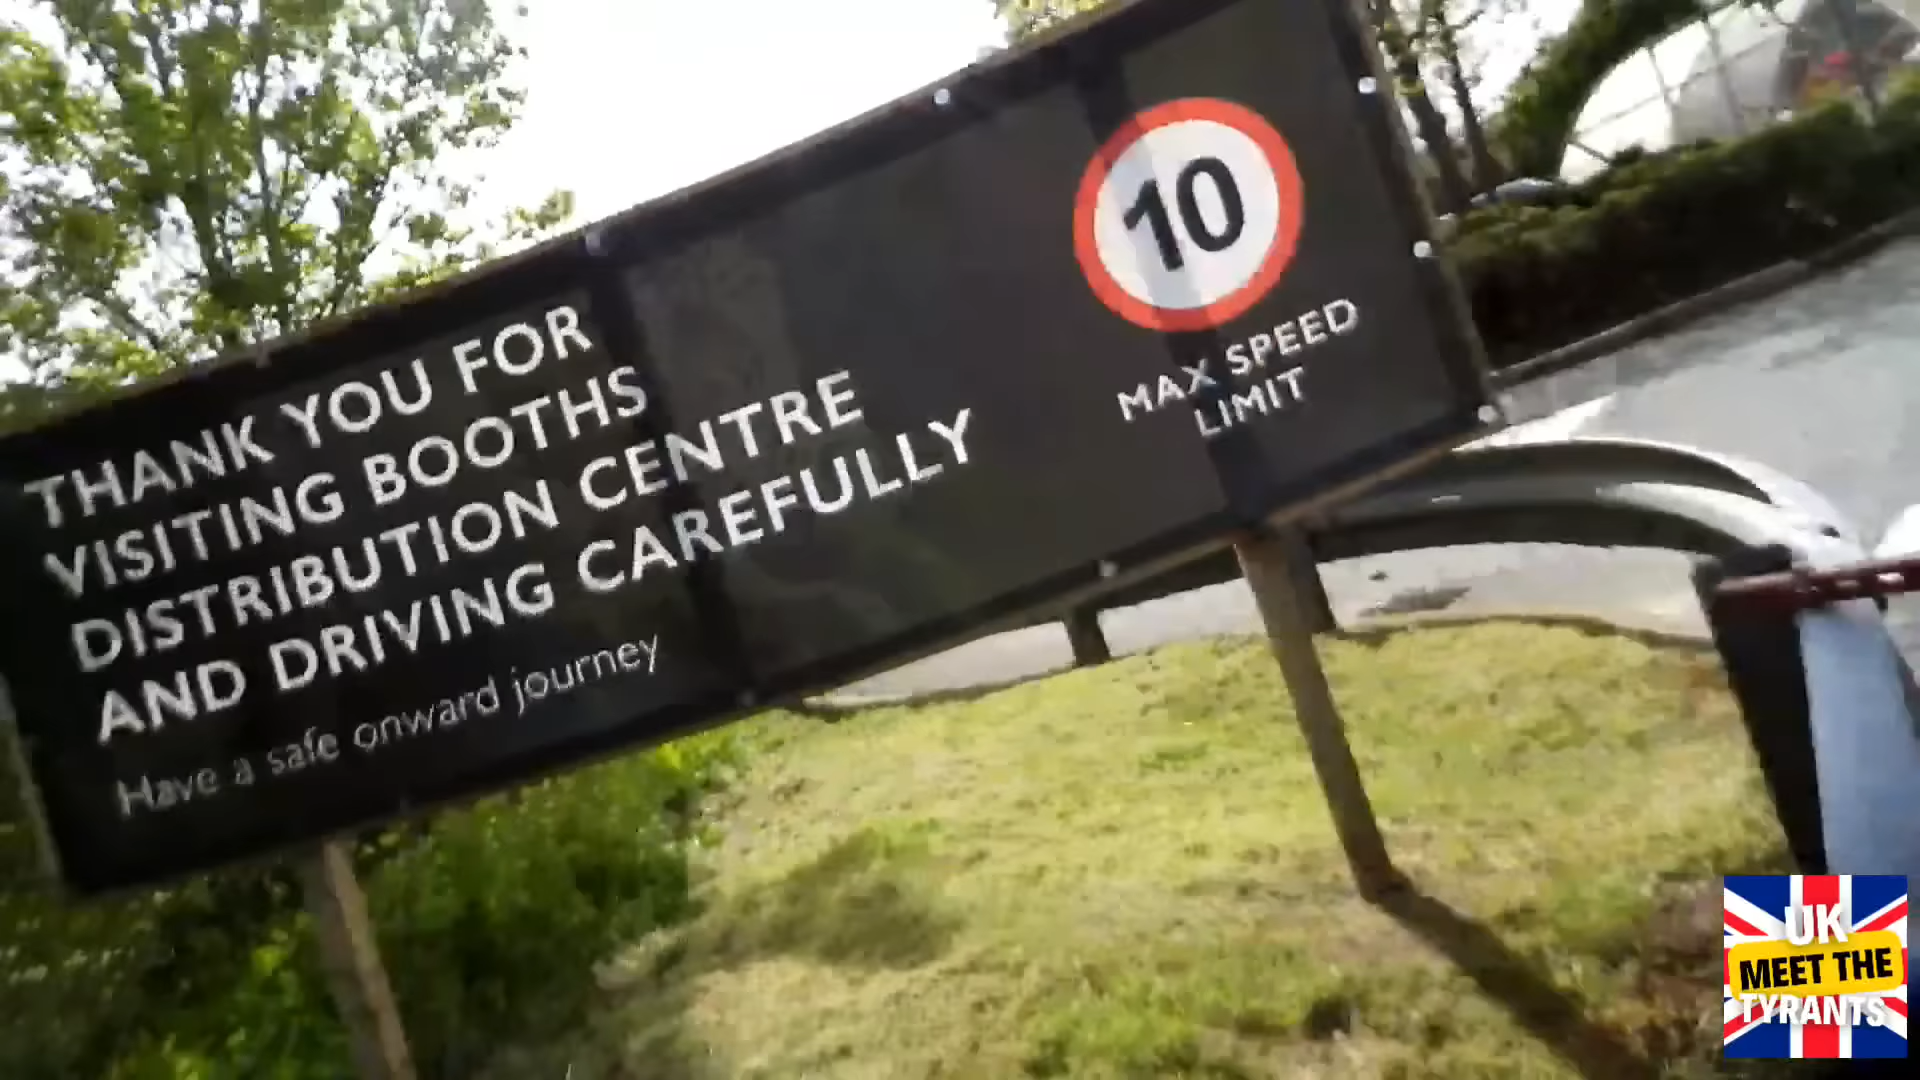 THANK YOU FOR
VISITING BOOTHS
DISTRIBUTION CENTRE
AND DRIVING CAREFULLY
Have a safe onward journey
10
MAX SPEED
LIMIT
UK
MEET THE
TYRANTS